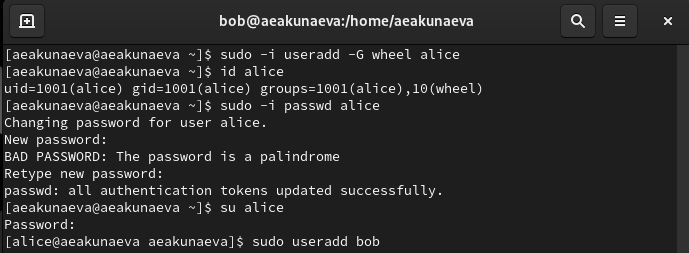 bob@aeakunaeva:/home/aeakunaeva
[aeakunaeva@aeakunaeva ~]$ sudo -i useradd -G wheel alice
[aeakunaeva@aeakunaeva ~]$ id alice
uid=1001(alice) gid=1001(alice) groups=1001(alice),10(wheel)
[aeakunaeva@aeakunaeva ~]$ sudo -i passwd alice
Changing password for user alice.
New password:
BAD PASSWORD: The password is a palindrome
Retype new password:
passwd: all authentication tokens updated successfully.
[aeakunaeva@aeakunaeva ~]$ su alice
Password:
[alice@aeakunaeva aeakunaeva]$ sudo useradd bob